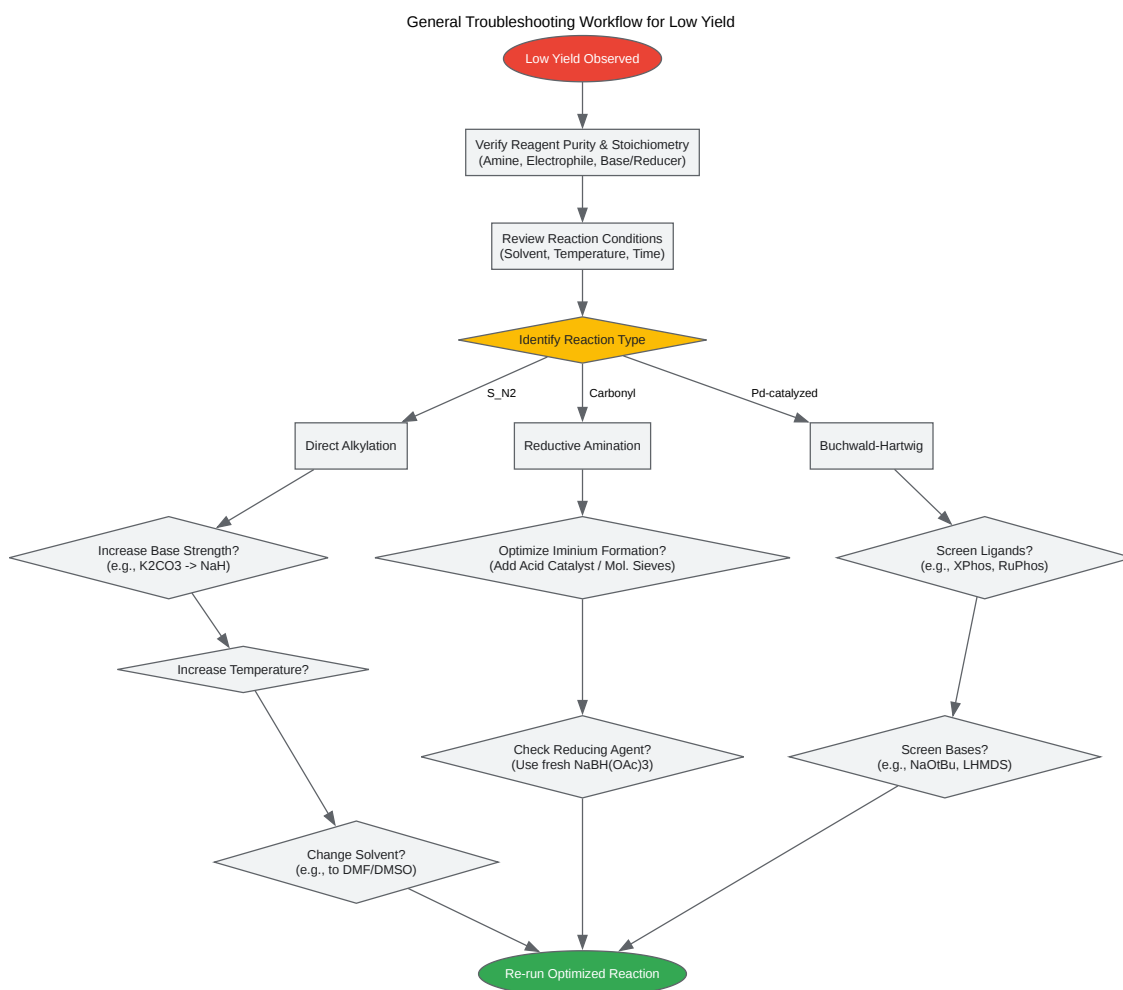 General Troubleshooting Workflow for Low Yield
Low Yield Observed
Verify Reagent Purity & Stoichiometry
(Amine, Electrophile, Base/Reducer)
Review Reaction Conditions
(Solvent, Temperature, Time)
Identify Reaction Type
S_N2
Carbonyl
Pd-catalyzed
Direct Alkylation
Reductive Amination
Buchwald-Hartwig
Increase Base Strength?
(e.g., K2CO3 -> NaH)
Optimize Iminium Formation?
(Add Acid Catalyst / Mol. Sieves)
Screen Ligands?
(e.g., XPhos, RuPhos)
Increase Temperature?
Check Reducing Agent?
(Use fresh NaBH(OAc)3)
Screen Bases?
(e.g., NaOtBu, LHMDS)
Change Solvent?
(e.g., to DMF/DMSO)
Re-run Optimized Reaction